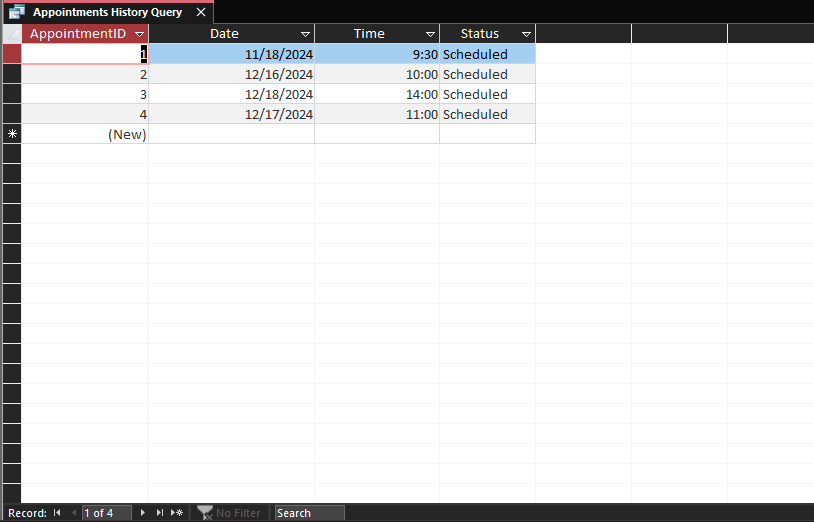 Appointments History Query
AppointmentID Date Time Status
1 11/18/2024 9:30 Scheduled
2 12/16/2024 10:00 Scheduled
3 12/18/2024 14:00 Scheduled
4 12/17/2024 11:00 Scheduled
(New)
Record: 1 of 4 No Filter Search